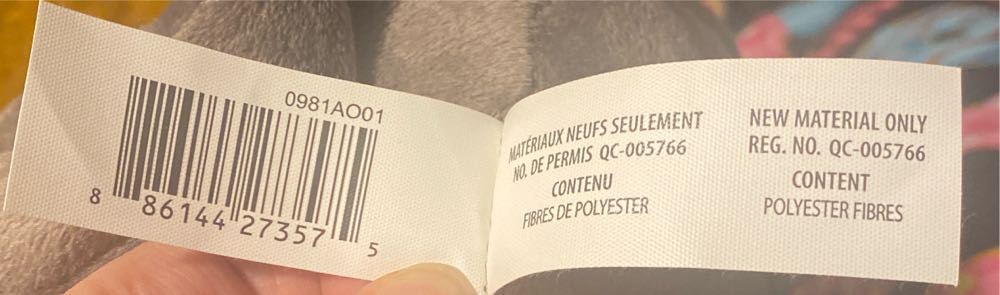 0981AO01
8 86144 27357 5
MATÉRIAUX NEUFS SEULEMENT
NO. DE PERMIS QC-005766
CONTENU
FIBRES DE POLYESTER
NEW MATERIAL ONLY
REG. NO. QC-005766
CONTENT
POLYESTER FIBRES